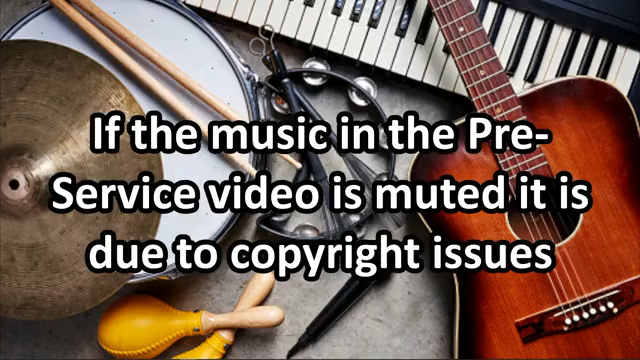 If the music in the Pre-
Service video is muted it is
due to copyright issues